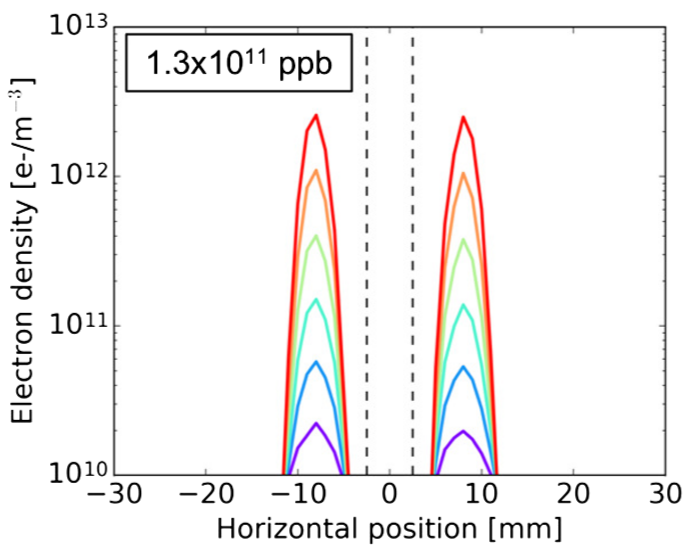 10¹³
1.3x10¹¹ ppb
10¹²
10¹¹
10¹⁰
Electron density [e-/m⁻³]
−30 −20 −10 0 10 20 30
Horizontal position [mm]